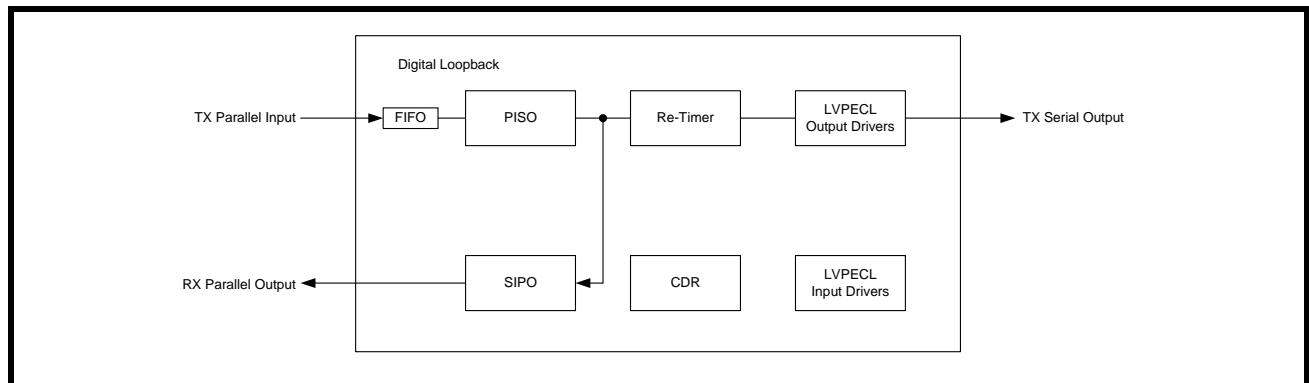 Digital Loopback
TX Parallel Input
FIFO
PISO
Re-Timer
LVPECL
Output Drivers
TX Serial Output
RX Parallel Output
SIPO
CDR
LVPECL
Input Drivers